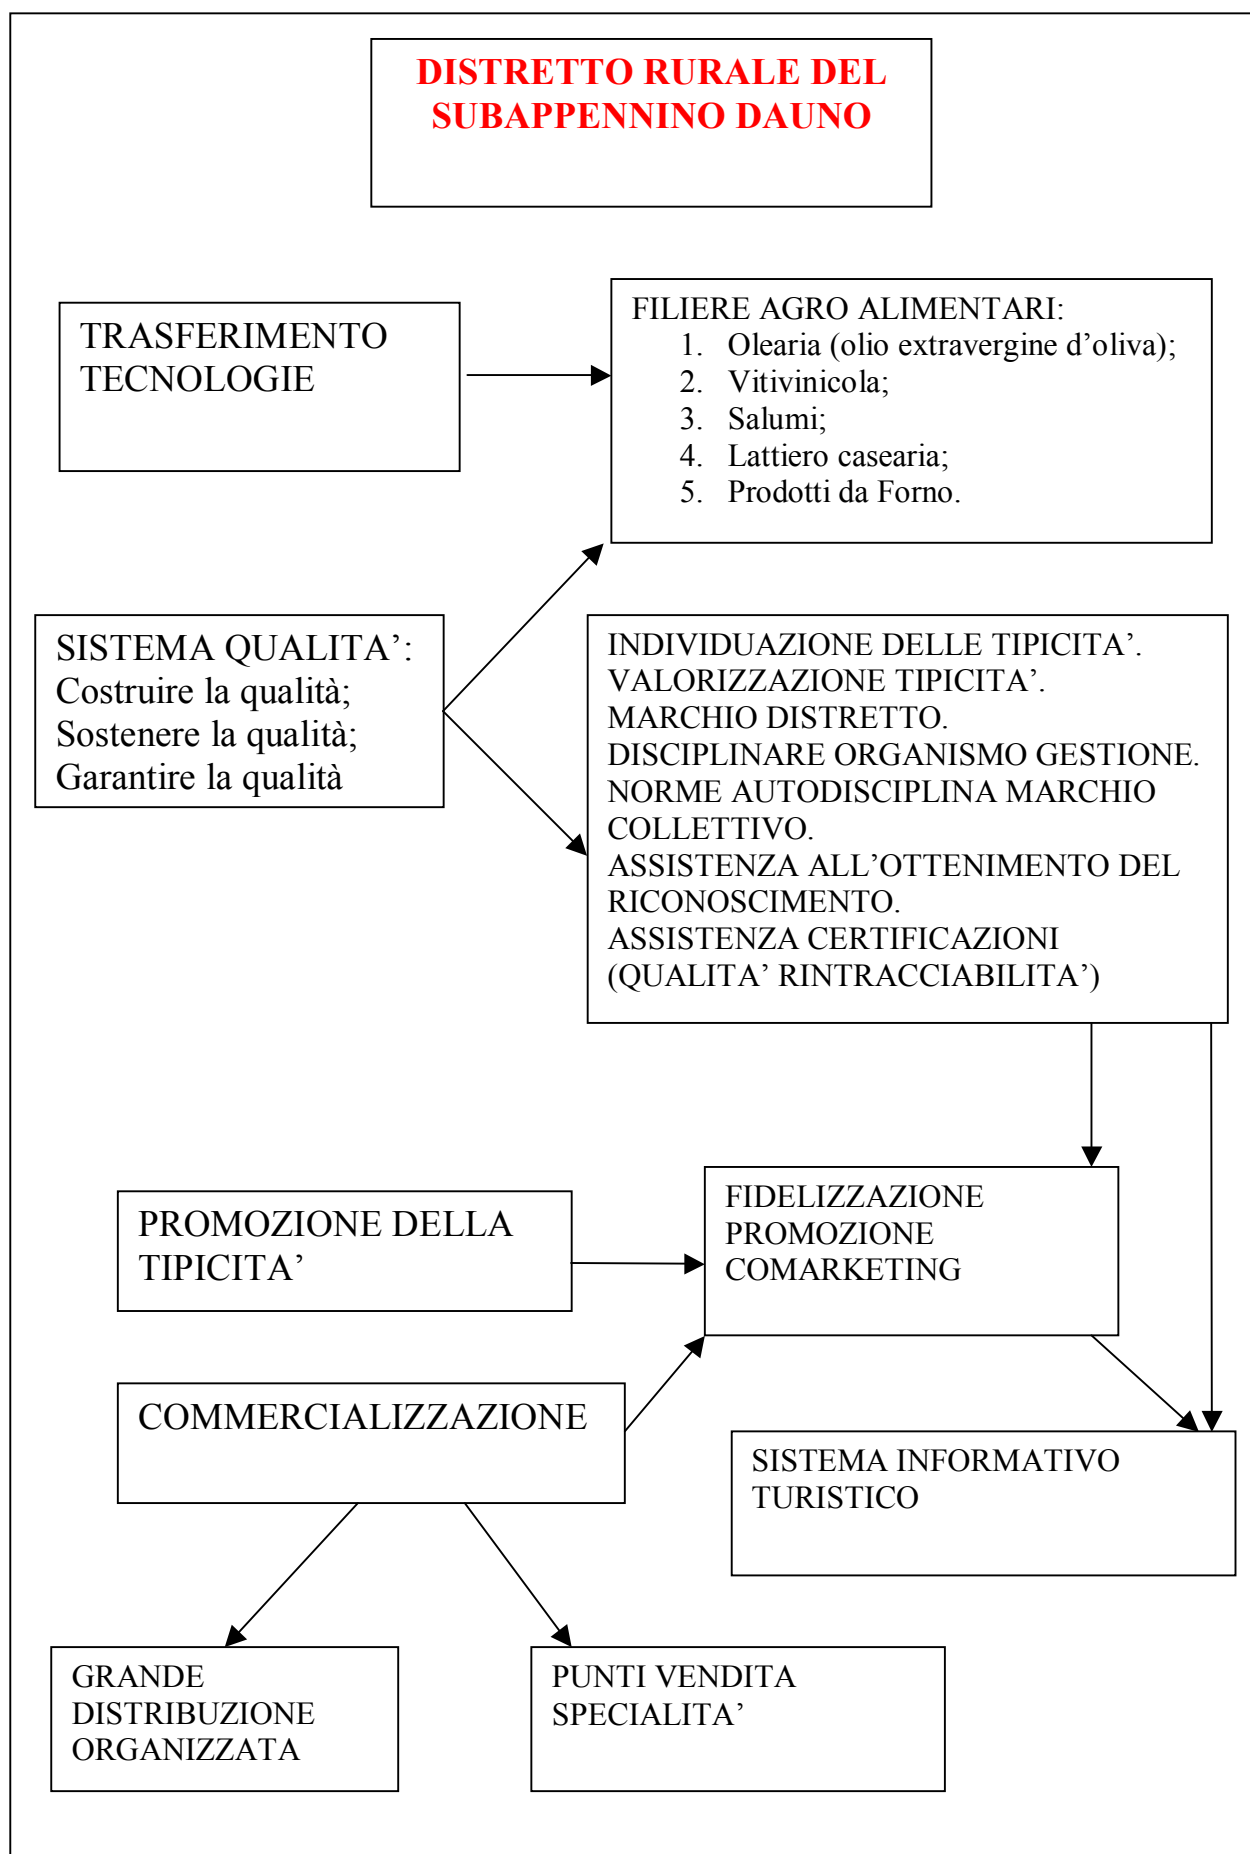 DISTRETTO RURALE DEL
SUBAPPENNINO DAUNO
TRASFERIMENTO
TECNOLOGIE
FILIERE AGRO ALIMENTARI:
1. Olearia (olio extravergine d’oliva);
2. Vitivinicola;
3. Salumi;
4. Lattiero casearia;
5. Prodotti da Forno.
SISTEMA QUALITA’:
Costruire la qualità;
Sostenere la qualità;
Garantire la qualità
INDIVIDUAZIONE DELLE TIPICITA’.
VALORIZZAZIONE TIPICITA’.
MARCHIO DISTRETTO.
DISCIPLINARE ORGANISMO GESTIONE.
NORME AUTODISCIPLINA MARCHIO
COLLETTIVO.
ASSISTENZA ALL’OTTENIMENTO DEL
RICONOSCIMENTO.
ASSISTENZA CERTIFICAZIONI
(QUALITA’ RINTRACCIABILITA’)
PROMOZIONE DELLA
TIPICITA’
FIDELIZZAZIONE
PROMOZIONE
COMARKETING
COMMERCIALIZZAZIONE
SISTEMA INFORMATIVO
TURISTICO
GRANDE
DISTRIBUZIONE
ORGANIZZATA
PUNTI VENDITA
SPECIALITA’